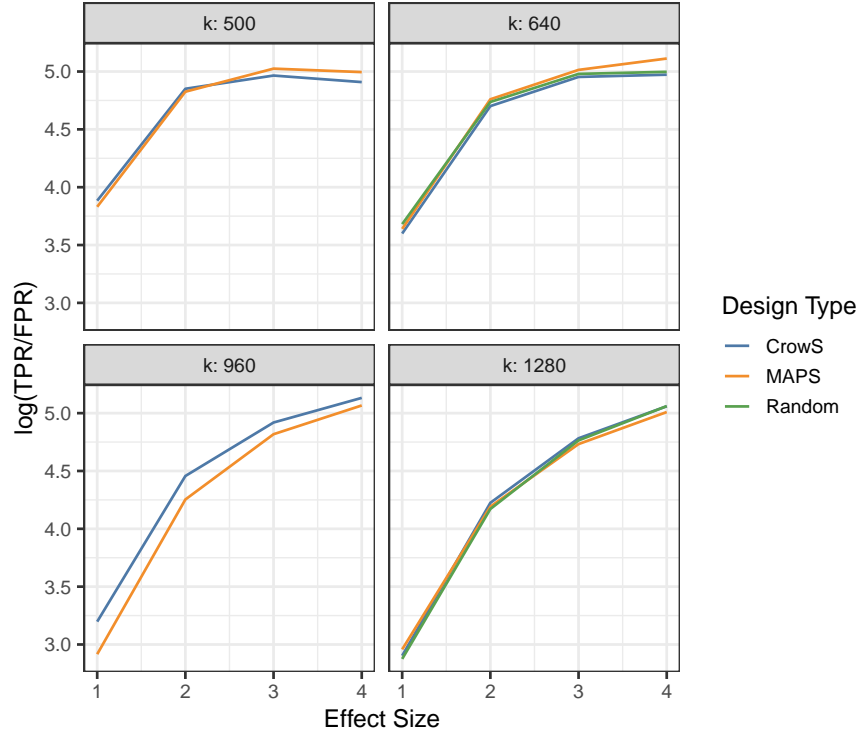 k: 500
k: 640
5.0
4.5
4.0
3.5
3.0
k: 960
k: 1280
5.0
4.5
4.0
3.5
3.0
1 2 3 4
1 2 3 4
Effect Size
log(TPR/FPR)
Design Type
CrowS
MAPS
Random